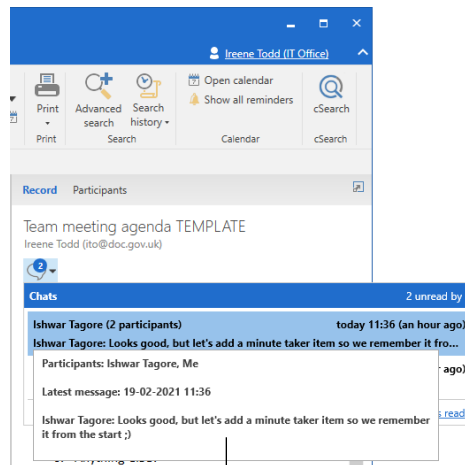 Ireene Todd (IT Office)
Print
Advanced search
Search history
Open calendar
Show all reminders
cSearch
Print
Search
Calendar
cSearch
Record Participants
Team meeting agenda TEMPLATE
Ireene Todd (ito@doc.gov.uk)
2
Chats 2 unread by
Ishwar Tagore (2 participants) today 11:36 (an hour ago)
Ishwar Tagore: Looks good, but let's add a minute taker item so we remember it fro...
Participants: Ishwar Tagore, Me
ago)
Latest message: 19-02-2021 11:36
read
Ishwar Tagore: Looks good, but let's add a minute taker item so we remember
it from the start ;)